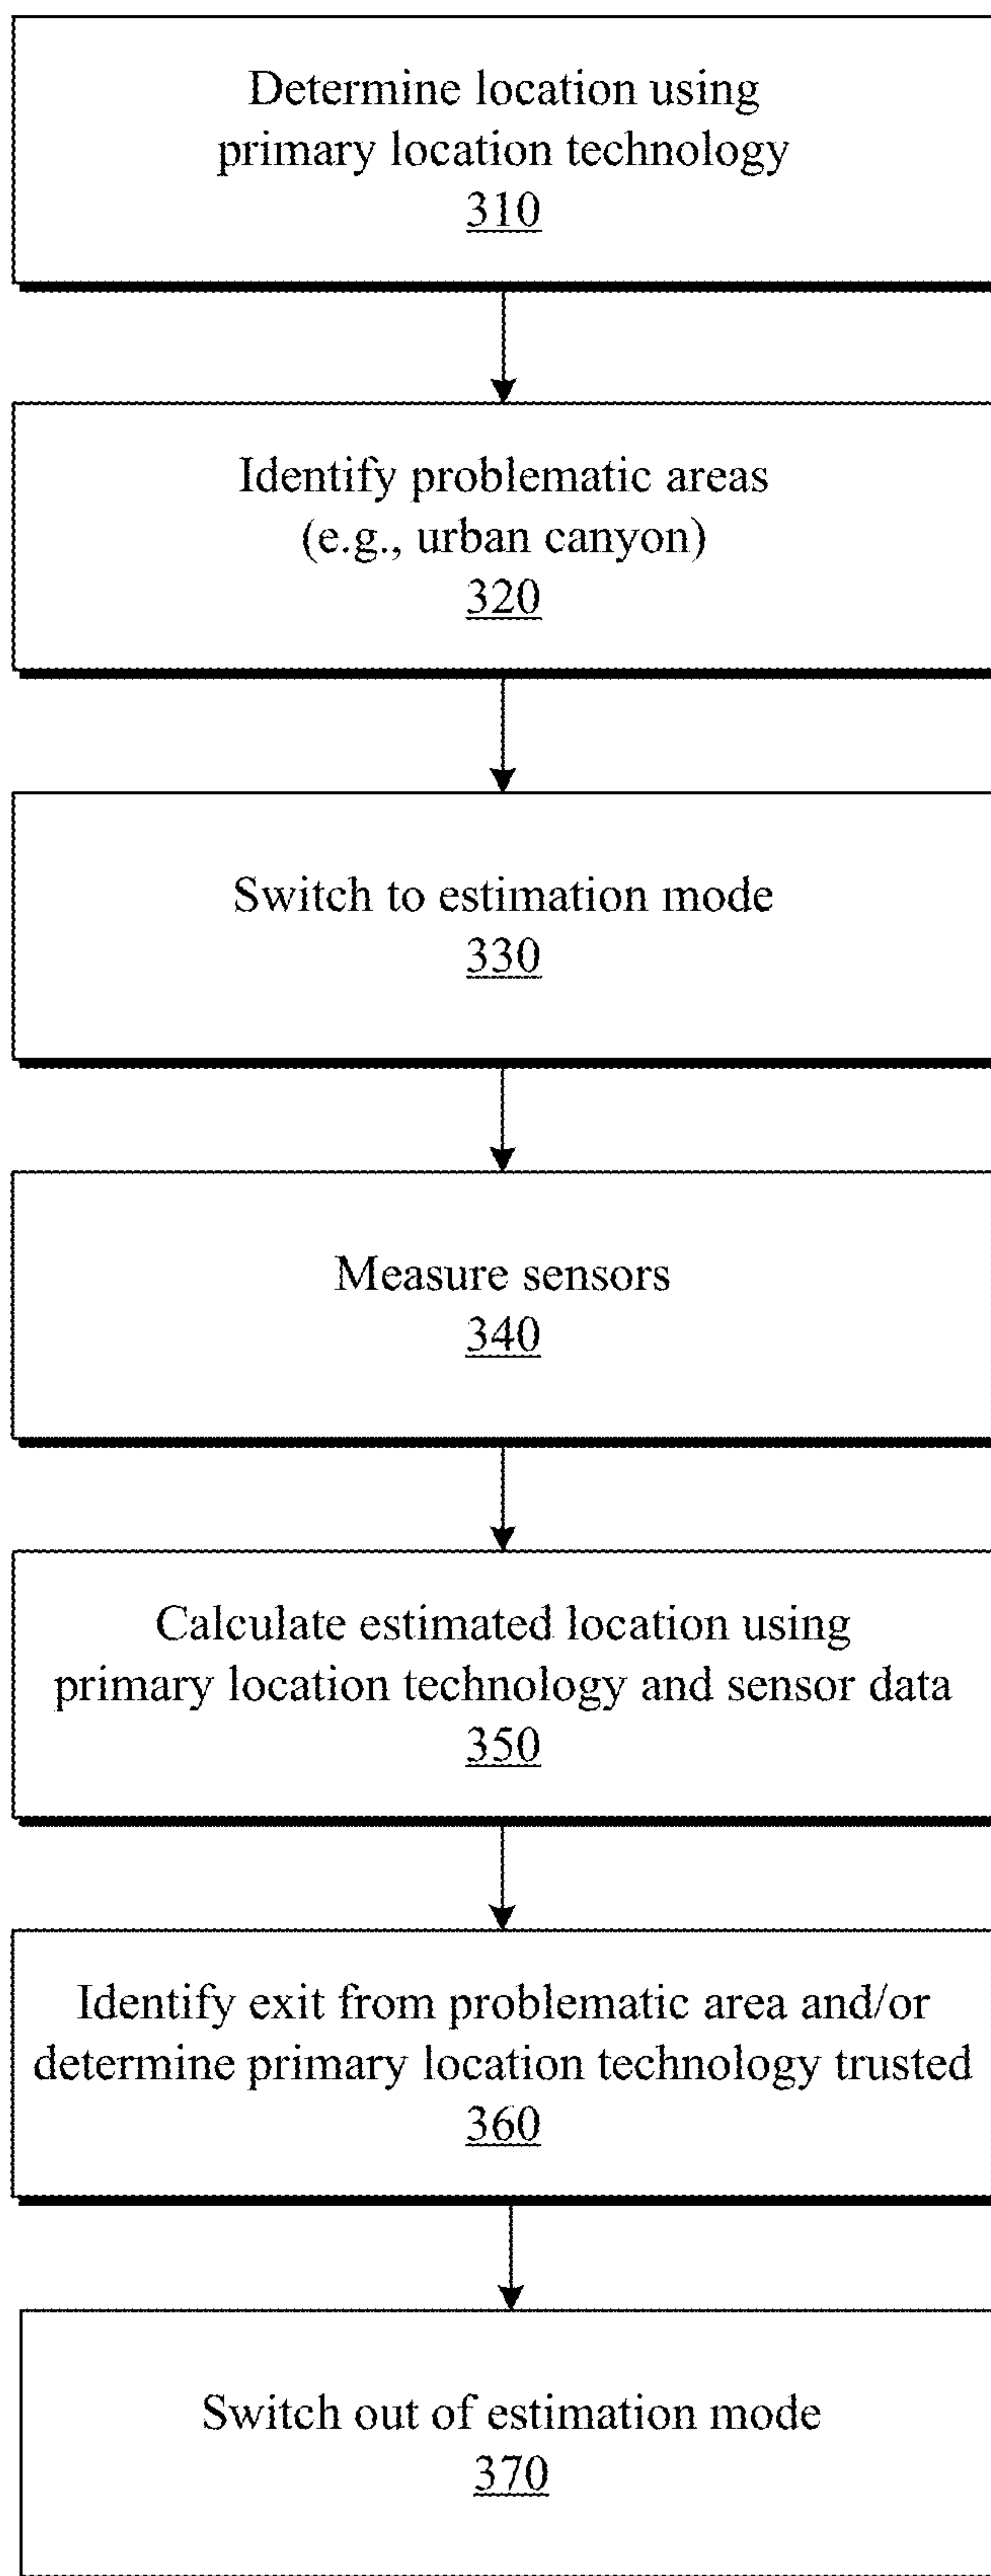 Determine location using
primary location technology
310
Identify problematic areas
(e.g., urban canyon)
320
Switch to estimation mode
330
Measure sensors
340
Calculate estimated location using
primary location technology and sensor data
350
Identify exit from problematic area and/or
determine primary location technology trusted
360
Switch out of estimation mode
370